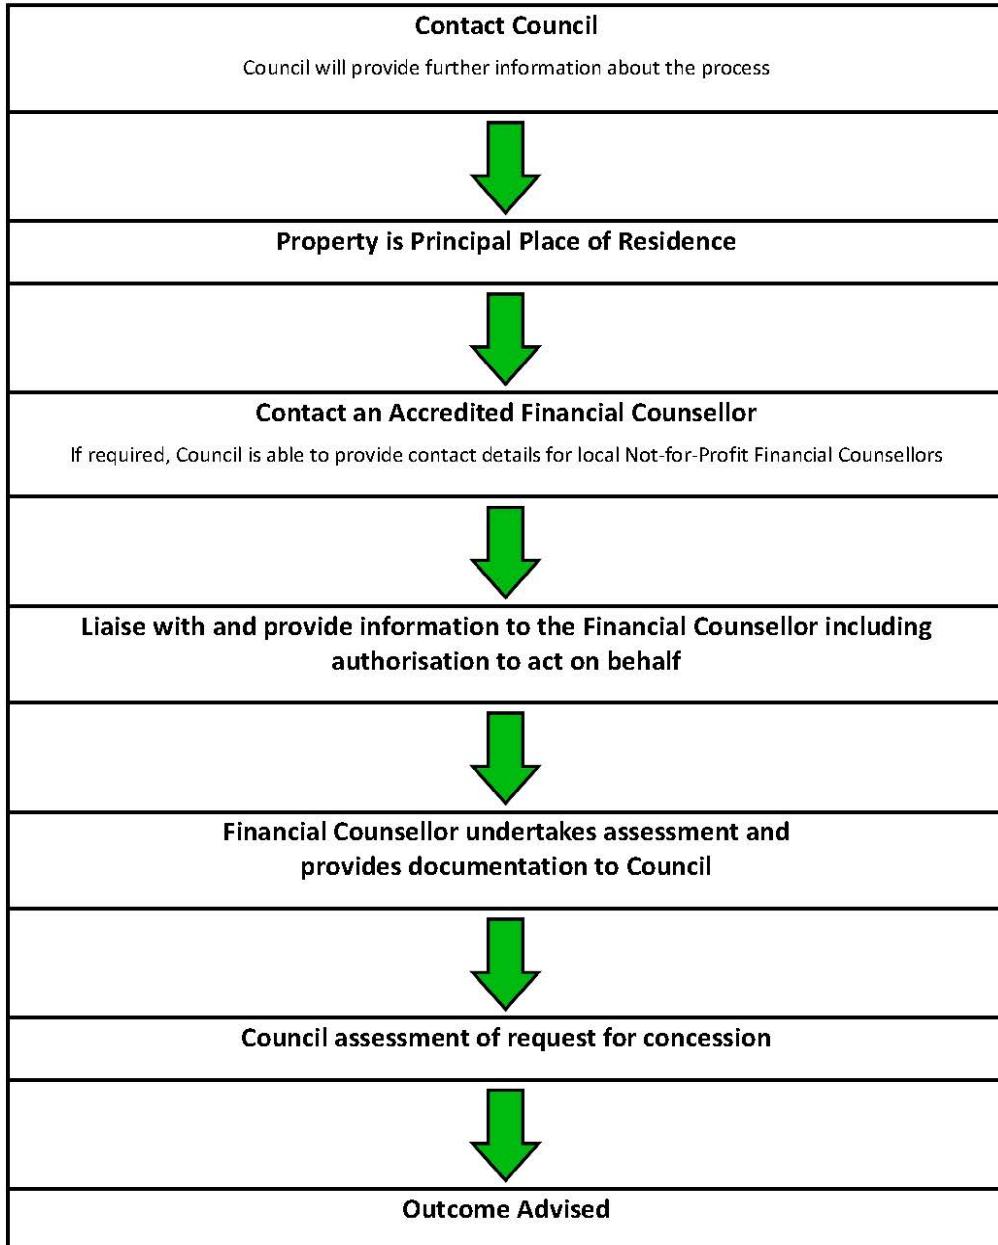 Contact Council
Council will provide further information about the process
Property is Principal Place of Residence
Contact an Accredited Financial Counsellor
If required, Council is able to provide contact details for local Not-for-Profit Financial Counsellors
Liaise with and provide information to the Financial Counsellor including
authorisation to act on behalf
Financial Counsellor undertakes assessment and
provides documentation to Council
Council assessment of request for concession
Outcome Advised